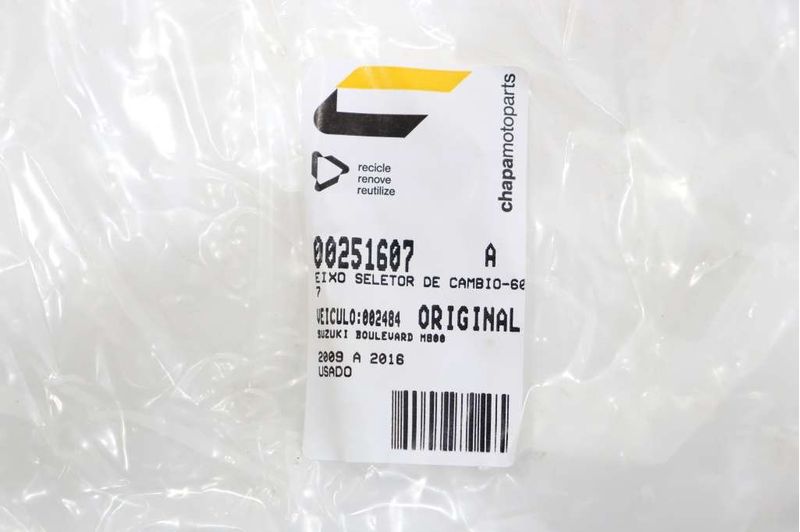 chapamotoparts
recicle
renove
reutilize
00251607 A
EIXO SELETOR DE CAMBIO-60
7
VEICULO:002484 ORIGINAL
SUZUKI BOULEVARD M800
2009 A 2016
USADO